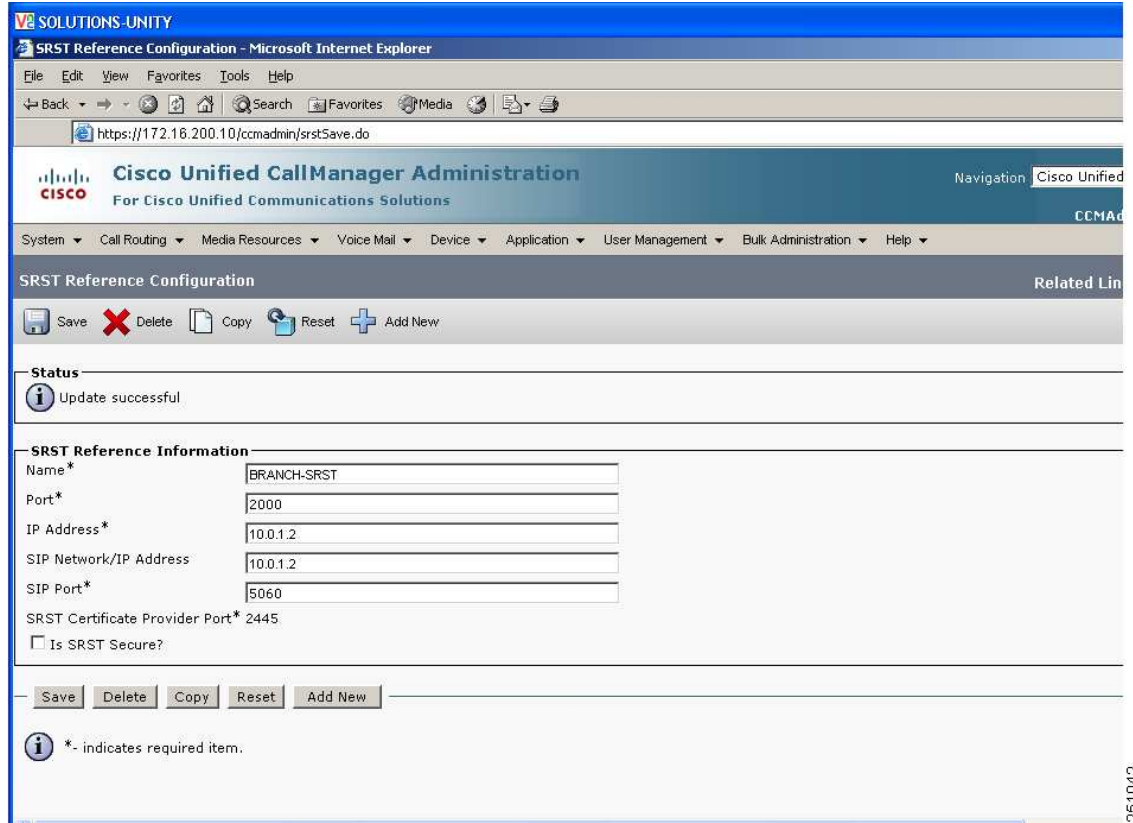 V2 SOLUTIONS-UNITY
SRST Reference Configuration - Microsoft Internet Explorer
File Edit View Favorites Tools Help
Back Search Favorites Media
https://172.16.200.10/ccmadmin/srstSave.do
CISCO
Cisco Unified CallManager Administration
For Cisco Unified Communications Solutions
Navigation Cisco Unified
CCMAd
System Call Routing Media Resources Voice Mail Device Application User Management Bulk Administration Help
SRST Reference Configuration Related Lin
Save Delete Copy Reset Add New
Status
Update successful
SRST Reference Information
Name* BRANCH-SRST
Port* 2000
IP Address* 10.0.1.2
SIP Network/IP Address 10.0.1.2
SIP Port* 5060
SRST Certificate Provider Port* 2445
Is SRST Secure?
Save Delete Copy Reset Add New
*- indicates required item.